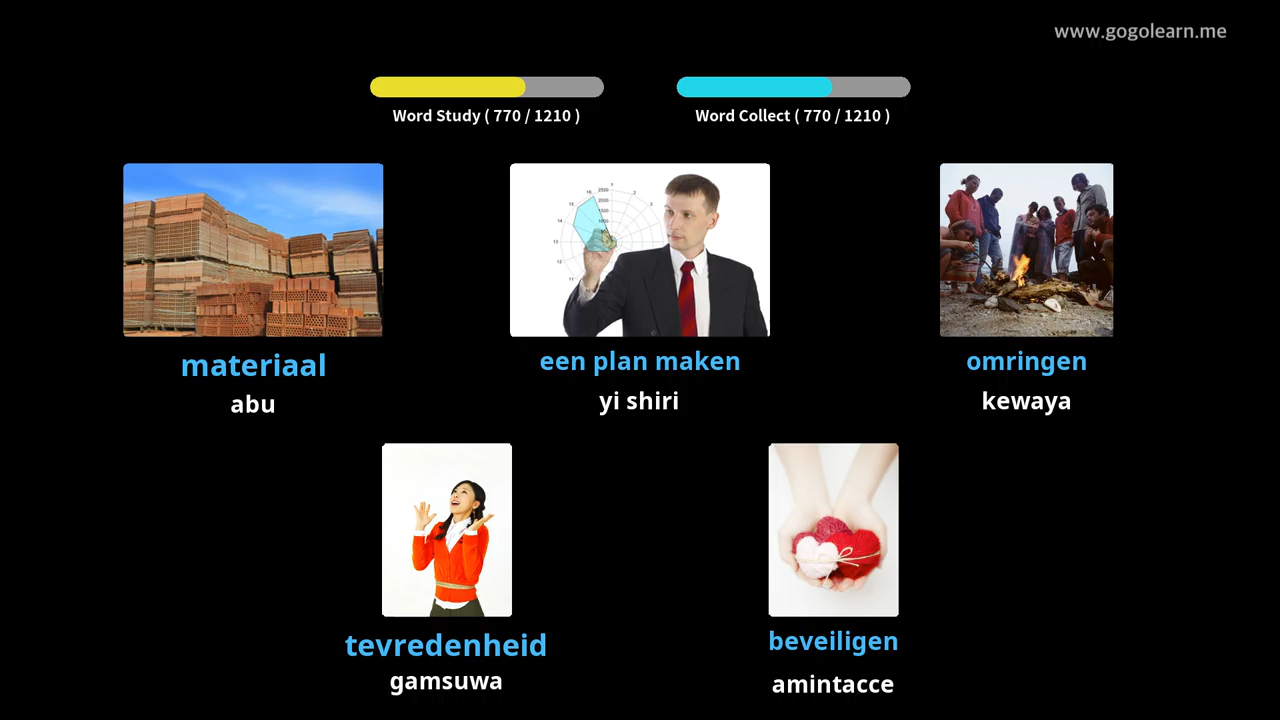 www.gogolearn.me
Word Study ( 770 / 1210 )
Word Collect ( 770 / 1210 )
materiaal
abu
een plan maken
yi shiri
omringen
kewaya
tevredenheid
gamsuwa
beveiligen
amintacce